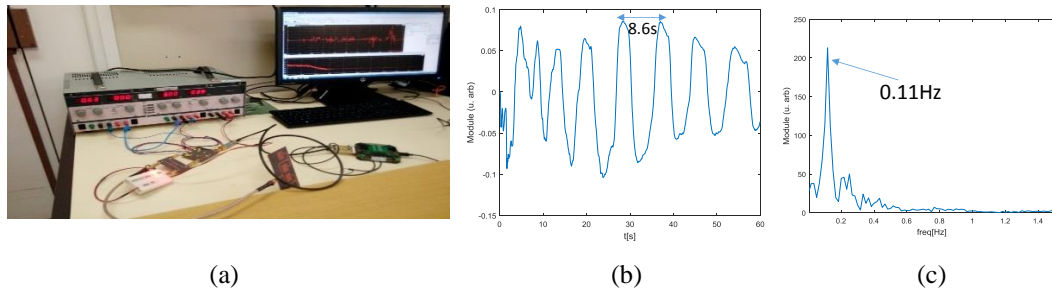 8.6s
0.1
0.05
0
-0.05
-0.1
-0.15
Module (u. arb)
0 10 20 30 40 50 60
t[s]
250
200
150
100
50
0
Module (u. arb)
0.11Hz
0.2 0.4 0.6 0.8 1 1.2 1.4
freq[Hz]
(a) (b) (c)